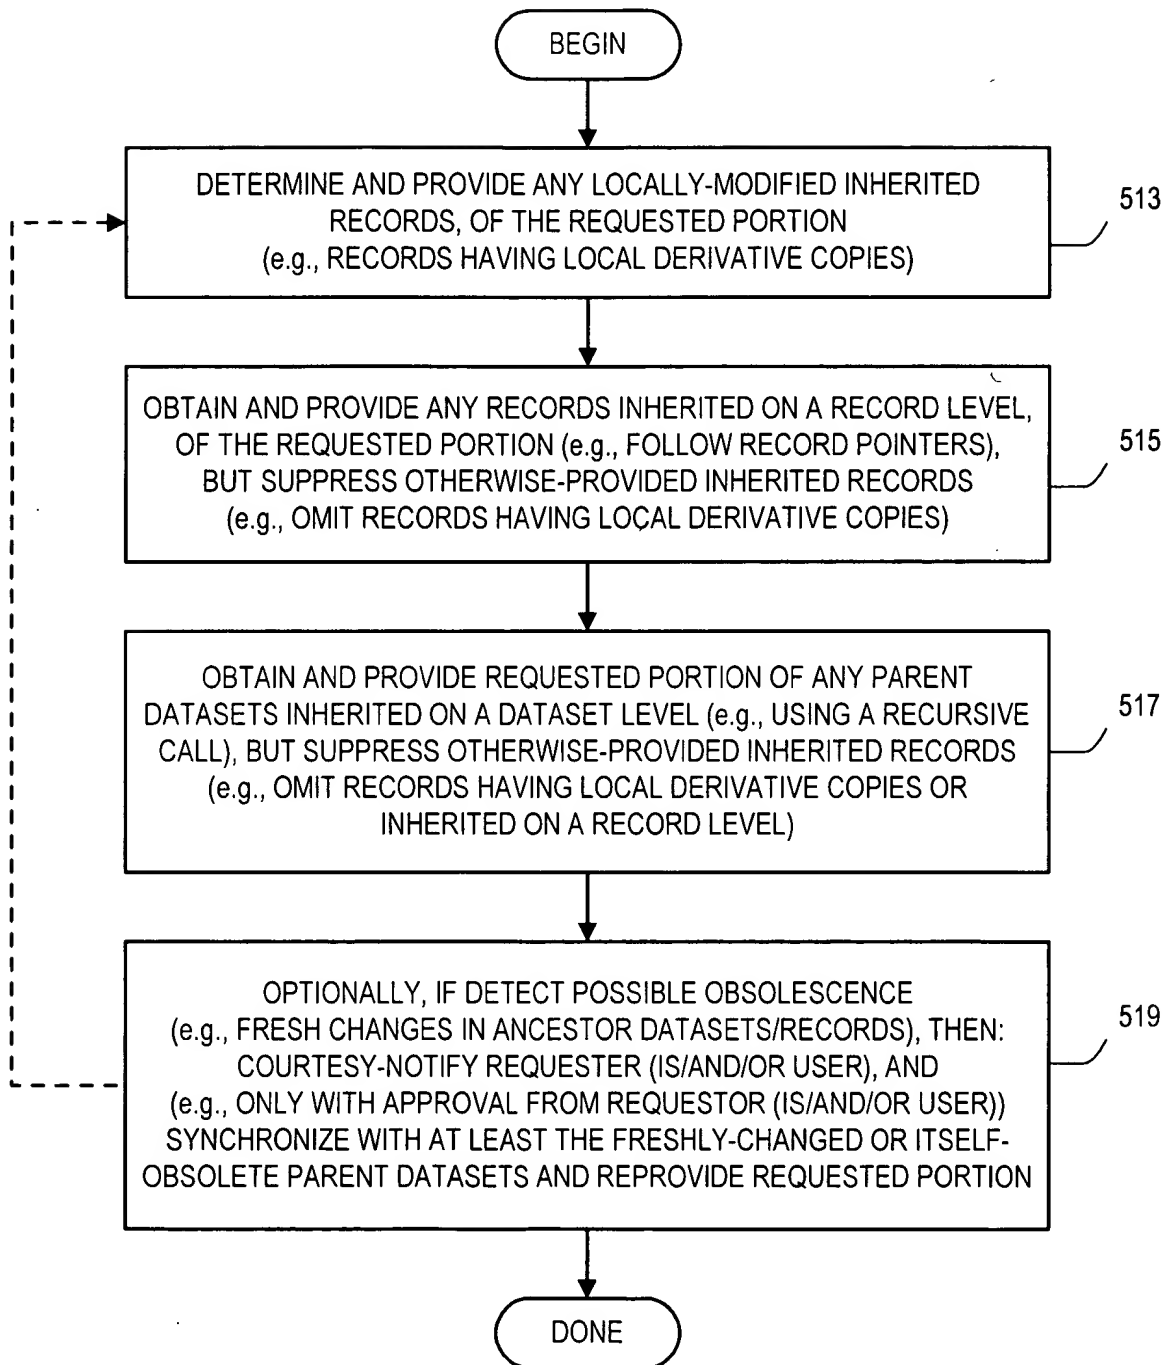 BEGIN
DETERMINE AND PROVIDE ANY LOCALLY-MODIFIED INHERITED
RECORDS, OF THE REQUESTED PORTION
(e.g., RECORDS HAVING LOCAL DERIVATIVE COPIES)
513
OBTAIN AND PROVIDE ANY RECORDS INHERITED ON A RECORD LEVEL,
OF THE REQUESTED PORTION (e.g., FOLLOW RECORD POINTERS),
BUT SUPPRESS OTHERWISE-PROVIDED INHERITED RECORDS
(e.g., OMIT RECORDS HAVING LOCAL DERIVATIVE COPIES)
515
OBTAIN AND PROVIDE REQUESTED PORTION OF ANY PARENT
DATASETS INHERITED ON A DATASET LEVEL (e.g., USING A RECURSIVE
CALL), BUT SUPPRESS OTHERWISE-PROVIDED INHERITED RECORDS
(e.g., OMIT RECORDS HAVING LOCAL DERIVATIVE COPIES OR
INHERITED ON A RECORD LEVEL)
517
OPTIONALLY, IF DETECT POSSIBLE OBSOLESCENCE
(e.g., FRESH CHANGES IN ANCESTOR DATASETS/RECORDS), THEN:
COURTESY-NOTIFY REQUESTER (IS/AND/OR USER), AND
(e.g., ONLY WITH APPROVAL FROM REQUESTOR (IS/AND/OR USER))
SYNCHRONIZE WITH AT LEAST THE FRESHLY-CHANGED OR ITSELF-
OBSOLETE PARENT DATASETS AND REPROVIDE REQUESTED PORTION
519
DONE